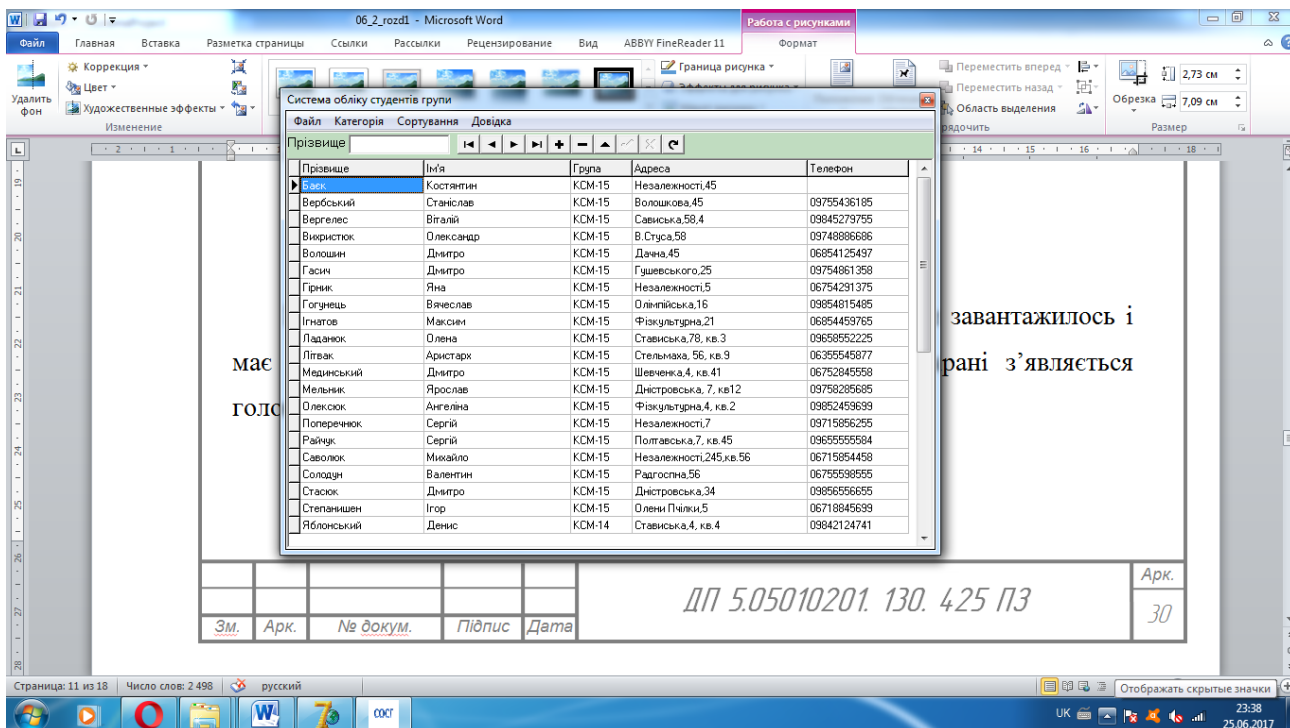 06_2_rozd1 - Microsoft Word
Работа с рисунками
Файл Главная Вставка Разметка страницы Ссылки Рассылки Рецензирование Вид ABBYY FineReader 11 Формат
Удалить фон
Коррекция
Цвет
Художественные эффекты
Изменение
Граница рисунка
Переместить вперед
Переместить назад
Область выделения
Обрезка
2,73 см
7,09 см
Размер
Система обліку студентів групи
Файл Категорія Сортування Довідка
Прізвище
Прізвище Ім'я Група Адреса Телефон
Баєк Костянтин КСМ-15 Незалежності,45
Вербський Станіслав КСМ-15 Волошкова,45 09755436185
Вергелес Віталій КСМ-15 Сависька,58,4 09845279755
Вихристюк Олександр КСМ-15 В.Стуса,58 09748886686
Волошин Дмитро КСМ-15 Дачна,45 06854125497
Гасич Дмитро КСМ-15 Гушевського,25 09754861358
Гірник Яна КСМ-15 Незалежності,5 06754291375
Гогунець Вячеслав КСМ-15 Олімпійська,16 09854815485
Ігнатов Максим КСМ-15 Фізкультурна,21 06854459765
Ладанюк Олена КСМ-15 Стависька,78, кв.3 09658552225
Літвак Аристарх КСМ-15 Стельмаха, 56, кв.9 06355545877
Мединський Дмитро КСМ-15 Шевченка,4, кв.41 06752845558
Мельник Ярослав КСМ-15 Дністровська, 7, кв12 09758285685
Олексюк Ангеліна КСМ-15 Фізкультурна,4, кв.2 09852459699
Поперечнюк Сергій КСМ-15 Незалежності,7 09715856255
Райчук Сергій КСМ-15 Полтавська,7, кв.45 09655555584
Саволюк Михайло КСМ-15 Незалежності,245,кв.56 06715854458
Солодун Валентин КСМ-15 Радгоспна,56 06755598555
Стасюк Дмитро КСМ-15 Дністровська,34 09856556655
Степанишен Ігор КСМ-15 Олени Пчілки,5 06718845699
Яблонський Денис КСМ-14 Стависька,4, кв.4 09842124741
завантажилось і
має рані з’являється
голо
ДП 5.05010201. 130. 425 ПЗ
Арк.
30
Зм. Арк. № докум. Підпис Дата
Страница: 11 из 18 Число слов: 2 498 русский
Отображать скрытые значки
UK
23:38
25.06.2017